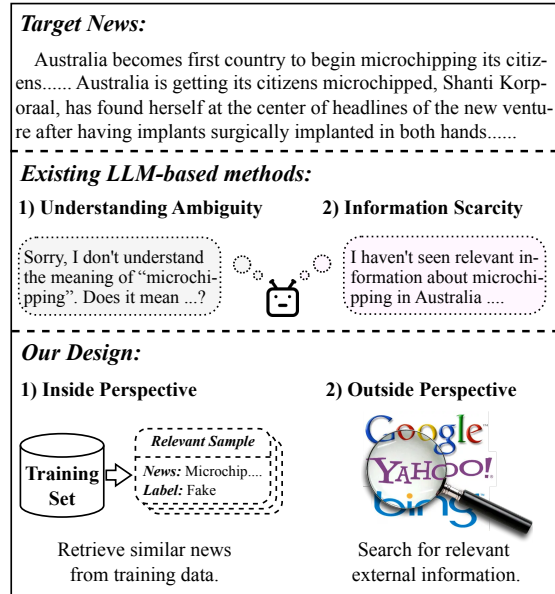 Target News:
Australia becomes first country to begin microchipping its citiz-
ens...... Australia is getting its citizens microchipped, Shanti Korp-
oraal, has found herself at the center of headlines of the new ventu-
re after having implants surgically implanted in both hands......
Existing LLM-based methods:
1) Understanding Ambiguity
2) Information Scarcity
Sorry, I don't understand
the meaning of “microchi-
pping”. Does it mean ...?
I haven't seen relevant in-
formation about microchi-
pping in Australia ....
Our Design:
1) Inside Perspective
2) Outside Perspective
Training
Set
Relevant Sample
News: Microchip....
Label: Fake
Google
YAHOO!
bing
Retrieve similar news
from training data.
Search for relevant
external information.